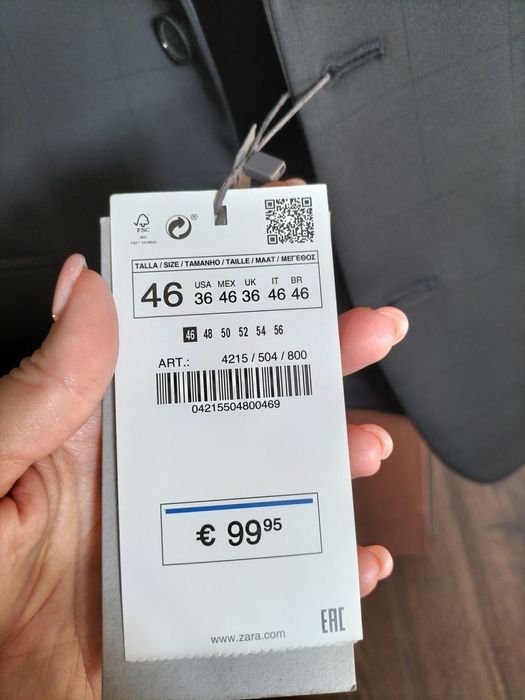 FSC
MIX
TALLA / SIZE / TAMANHO / TAILLE / MAAT / ΜΕΓΕΘΟΣ
46 USA MEX UK IT BR
36 46 36 46 46
46 48 50 52 54 56
ART.: 4215 / 504 / 800
04215504800469
€ 99 95
www.zara.com
EAC